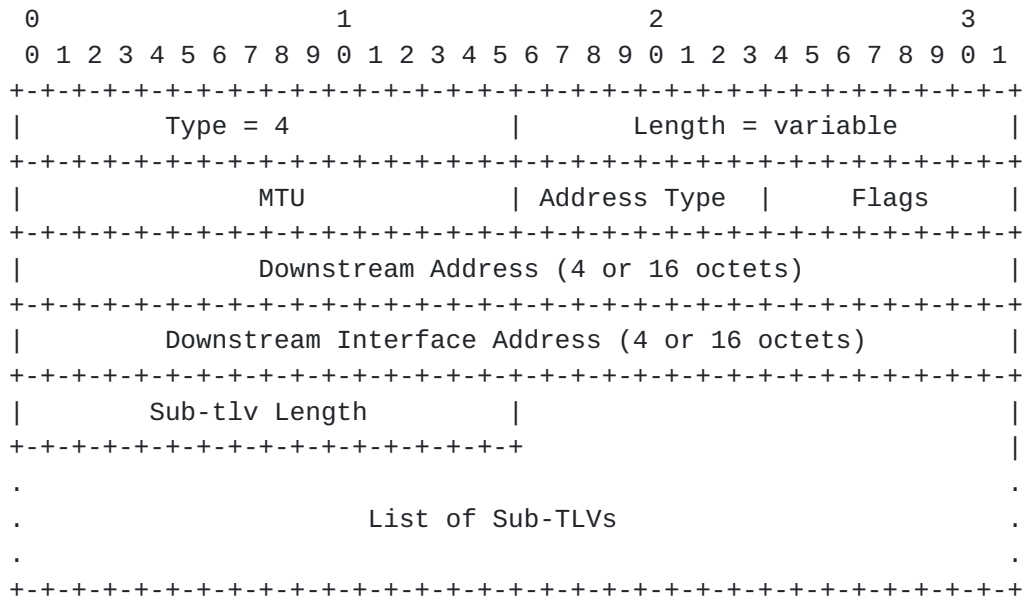 0                   1                   2                   3
 0 1 2 3 4 5 6 7 8 9 0 1 2 3 4 5 6 7 8 9 0 1 2 3 4 5 6 7 8 9 0 1
+-+-+-+-+-+-+-+-+-+-+-+-+-+-+-+-+-+-+-+-+-+-+-+-+-+-+-+-+-+-+-+-+
|         Type = 4              |       Length = variable       |
+-+-+-+-+-+-+-+-+-+-+-+-+-+-+-+-+-+-+-+-+-+-+-+-+-+-+-+-+-+-+-+-+
|               MTU             | Address Type  |     Flags     |
+-+-+-+-+-+-+-+-+-+-+-+-+-+-+-+-+-+-+-+-+-+-+-+-+-+-+-+-+-+-+-+-+
|               Downstream Address (4 or 16 octets)             |
+-+-+-+-+-+-+-+-+-+-+-+-+-+-+-+-+-+-+-+-+-+-+-+-+-+-+-+-+-+-+-+-+
|         Downstream Interface Address (4 or 16 octets)         |
+-+-+-+-+-+-+-+-+-+-+-+-+-+-+-+-+-+-+-+-+-+-+-+-+-+-+-+-+-+-+-+-+
|        Sub-tlv Length         |                               |
+-+-+-+-+-+-+-+-+-+-+-+-+-+-+-+-+                               |
.                                                               .
.                      List of Sub-TLVs                         .
.                                                               .
+-+-+-+-+-+-+-+-+-+-+-+-+-+-+-+-+-+-+-+-+-+-+-+-+-+-+-+-+-+-+-+-+